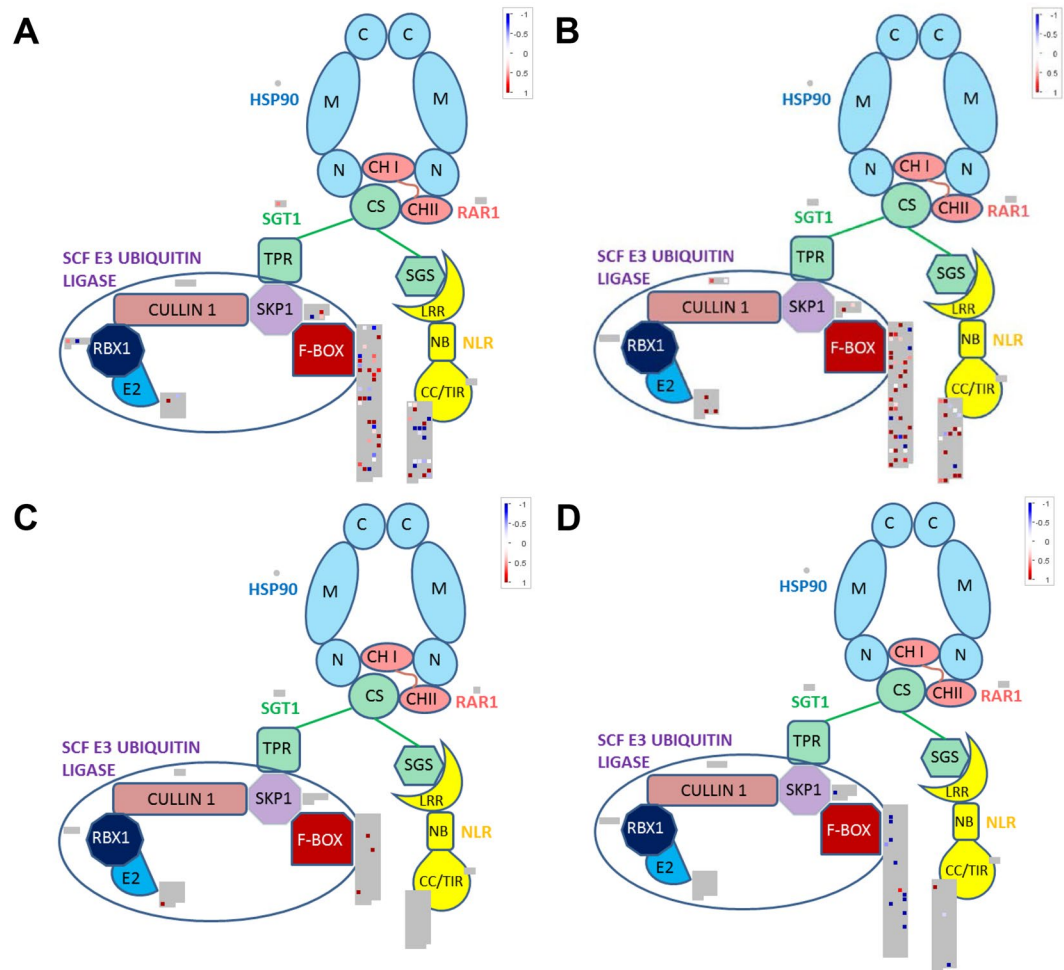 A
C C
-1
-0.5
0
0.5
1
HSP90
M M
N CH I N
CS CHII RAR1
SGT1
SCF E3 UBIQUITIN
LIGASE
TPR
SGS
CULLIN 1 SKP1 LRR
RBX1 F-BOX NB NLR
E2 CC/TIR
B
C C
-1
-0.5
0
0.5
1
HSP90
M M
N CH I N
CS CHII RAR1
SGT1
SCF E3 UBIQUITIN
LIGASE
TPR
SGS
CULLIN 1 SKP1 LRR
RBX1 F-BOX NB NLR
E2 CC/TIR
C
C C
-1
-0.5
0
0.5
1
HSP90
M M
N CH I N
CS CHII RAR1
SGT1
SCF E3 UBIQUITIN
LIGASE
TPR
SGS
CULLIN 1 SKP1 LRR
RBX1 F-BOX NB NLR
E2 CC/TIR
D
C C
-1
-0.5
0
0.5
1
HSP90
M M
N CH I N
CS CHII RAR1
SGT1
SCF E3 UBIQUITIN
LIGASE
TPR
SGS
CULLIN 1 SKP1 LRR
RBX1 F-BOX NB NLR
E2 CC/TIR